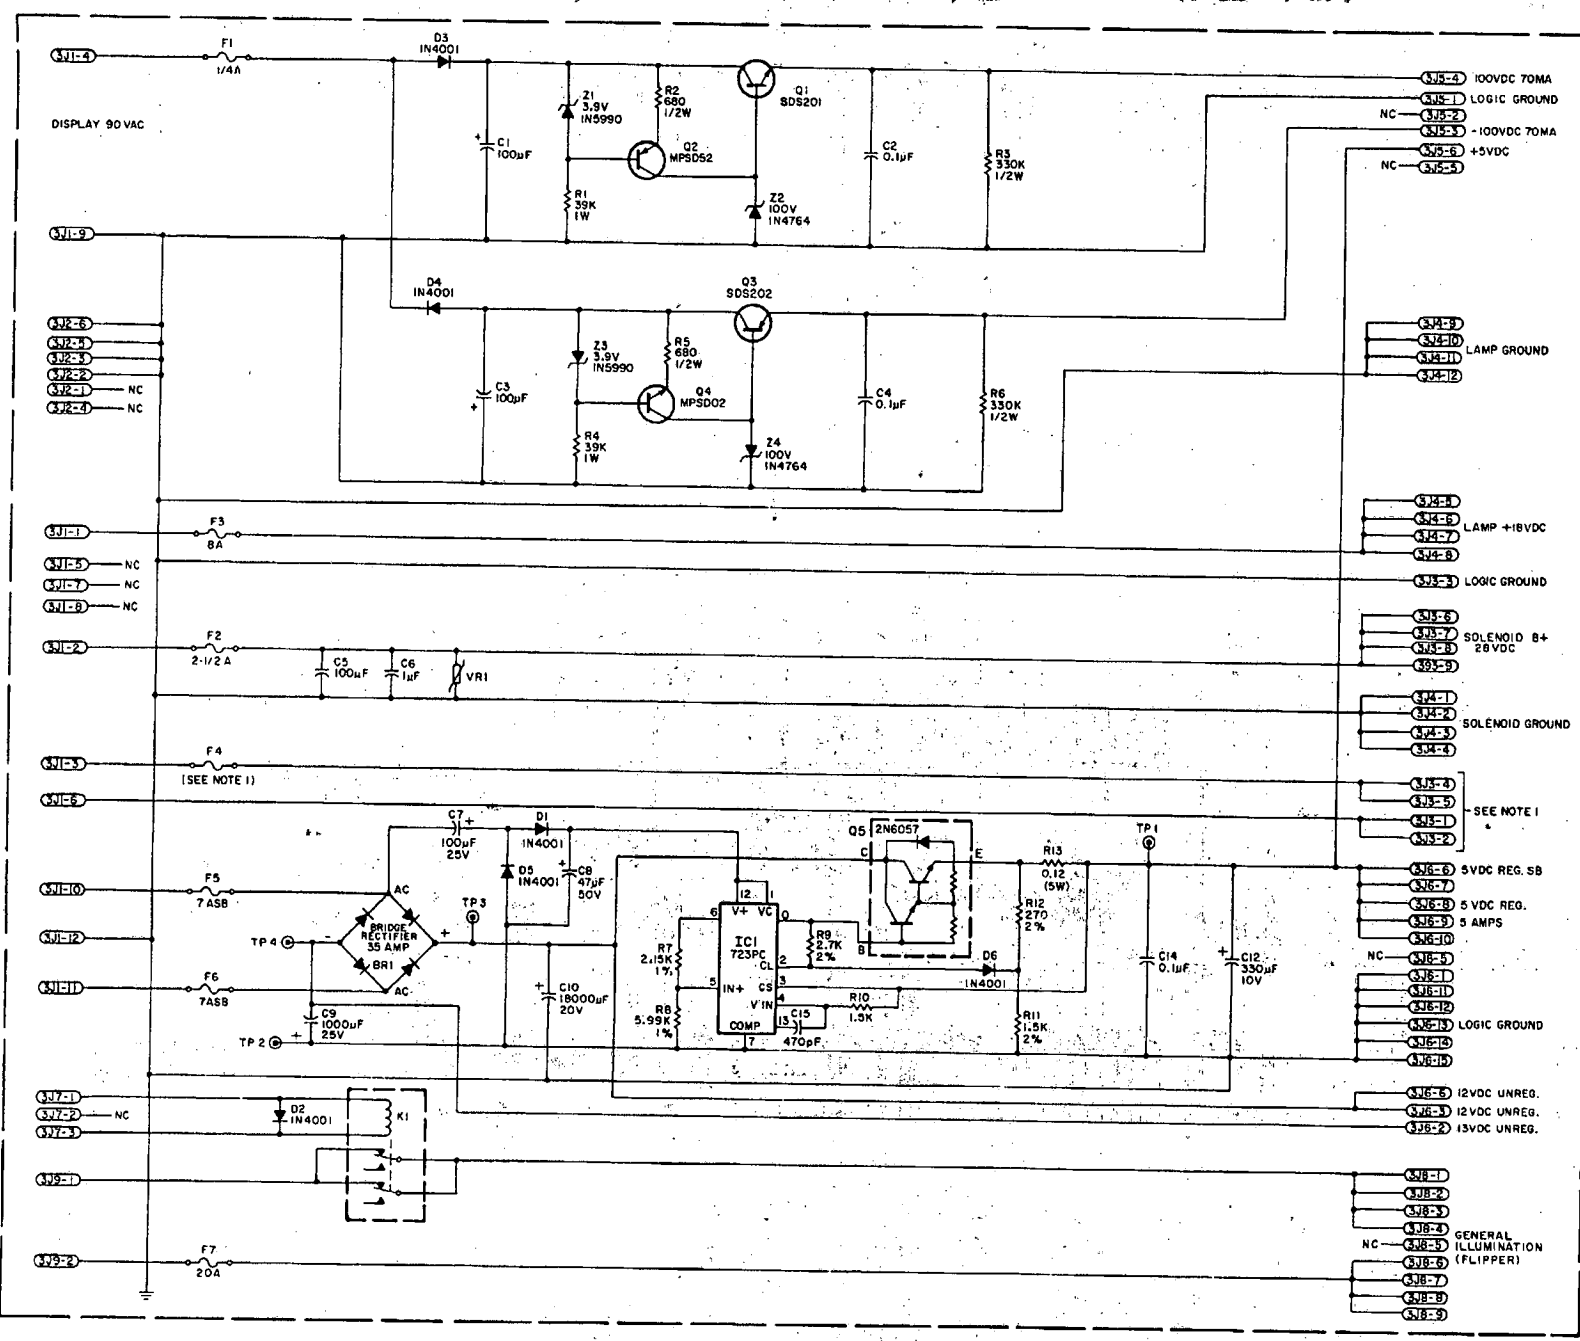 3J1-4
F1
1/4A
D3
1N4001
DISPLAY 90VAC
C1
100µF
Z1
3.9V
1N5990
R2
680
1/2W
Q2
MPSD52
R1
39K
1W
Q1
SDS201
Z2
100V
1N4764
C2
0.1µF
R3
330K
1/2W
3J5-4 100VDC 70MA
3J5-1 LOGIC GROUND
NC 3J5-2
3J5-3 -100VDC 70MA
3J5-6 +5VDC
NC 3J5-5
3J1-9
D4
1N4001
Q3
SDS202
3J2-6
3J2-5
3J2-3
3J2-2
3J2-1 NC
3J2-4 NC
C3
100µF
Z3
3.9V
1N5990
R5
680
1/2W
Q4
MPSD02
R4
39K
1W
Z4
100V
1N4764
C4
0.1µF
R6
330K
1/2W
3J4-9
3J4-10
3J4-11
3J4-12
LAMP GROUND
3J1-1
F3
8A
3J4-5
3J4-6
3J4-7
3J4-8
LAMP +18VDC
3J1-5 NC
3J1-7 NC
3J1-8 NC
3J3-3 LOGIC GROUND
3J1-2
F2
2-1/2A
C5
100µF
C6
1µF
VR1
3J3-6
3J3-7
3J3-8
393-9
SOLENOID B+
28VDC
3J4-1
3J4-2
3J4-3
3J4-4
SOLENOID GROUND
3J1-3
F4
(SEE NOTE 1)
3J1-6
3J3-4
3J3-5
3J3-1
3J3-2
SEE NOTE 1
C7
100µF
25V
D1
1N4001
D5
1N4001
C8
47µF
50V
Q5
2N6057
C
E
B
R13
0.12
(5W)
TP1
3J1-10
F5
7ASB
AC
BRIDGE
RECTIFIER
35 AMP
BR1
AC
TP3
TP4
3J1-12
3J1-11
F6
7ASB
C9
1000µF
25V
TP2
C10
18000µF
20V
R7
2.15K
1%
R8
5.99K
1%
12
1
V+
VC
6
0
IC1
723PC
CL
2
5
IN+
CS
3
V IN
4
COMP
13
7
R9
2.7K
2%
C15
470pF
R10
1.5K
D6
1N4001
R12
270
2%
R11
1.5K
2%
C14
0.1µF
C12
330µF
10V
3J6-6 5VDC REG. SB
3J6-7
3J6-8 5 VDC REG.
3J6-9 5 AMPS
3J6-10
NC 3J6-5
3J6-1
3J6-11
3J6-12
3J6-13 LOGIC GROUND
3J6-14
3J6-15
3J7-1
3J7-2 NC
3J7-3
D2
1N4001
K1
3J6-6 12VDC UNREG.
3J6-3 12VDC UNREG.
3J6-2 13VDC UNREG.
3J9-1
3J9-2
F7
20A
3J8-1
3J8-2
3J8-3
3J8-4
NC 3J8-5
3J8-6
3J8-7
3J8-8
3J8-9
GENERAL
ILLUMINATION
(FLIPPER)